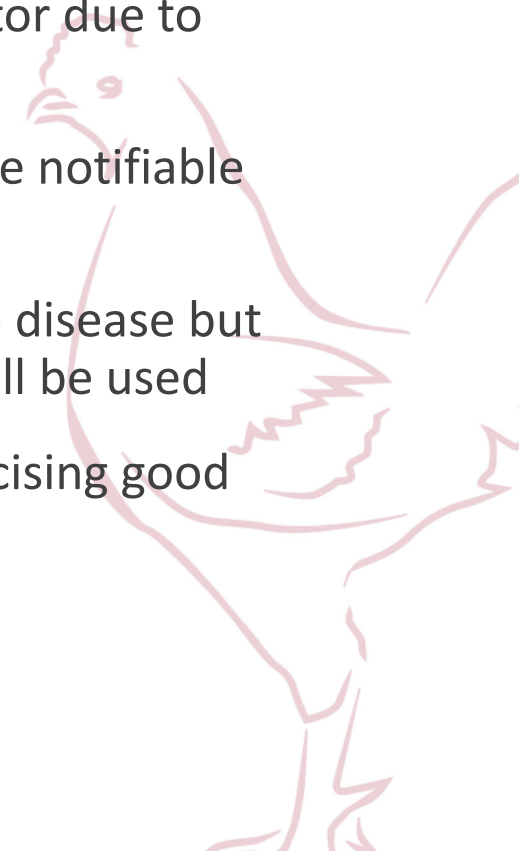 tor due to
e notifiable
disease but
ll be used
cising good